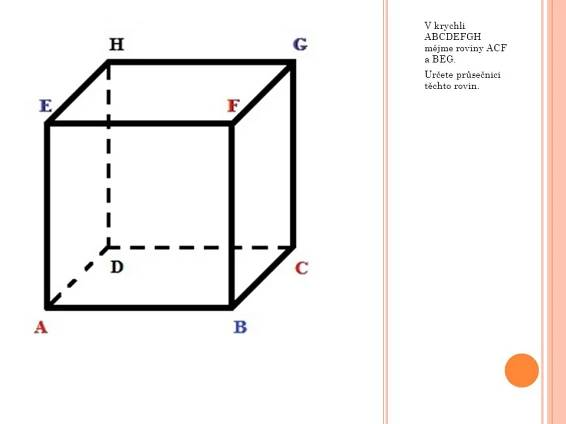 H G
E F
D C
A B
V krychli
ABCDEFGH
mějme roviny ACF
a BEG.
Určete průsečnici
těchto rovin.